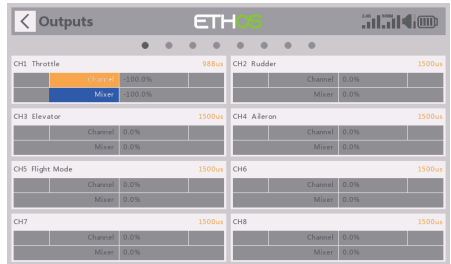 Outputs
ETHOS
2.4G
CH1 Throttle 988us
Channel -100.0%
Mixer -100.0%
CH2 Rudder 1500us
Channel 0.0%
Mixer 0.0%
CH3 Elevator 1500us
Channel 0.0%
Mixer 0.0%
CH4 Aileron 1500us
Channel 0.0%
Mixer 0.0%
CH5 Flight Mode 1500us
Channel 0.0%
Mixer 0.0%
CH6 1500us
Channel 0.0%
Mixer 0.0%
CH7 1500us
Channel 0.0%
Mixer 0.0%
CH8 1500us
Channel 0.0%
Mixer 0.0%